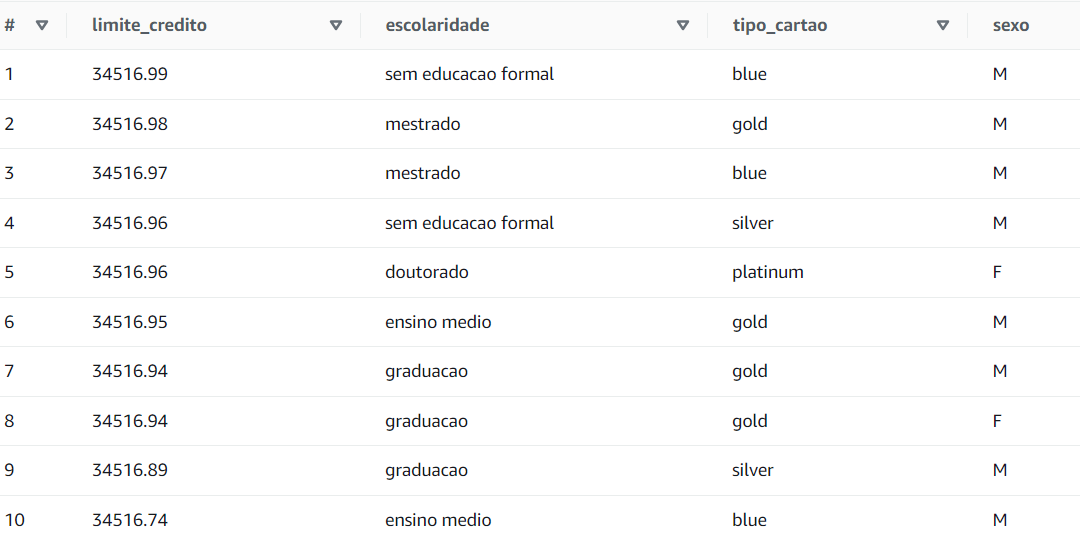 # limite_credito escolaridade tipo_cartao sexo
1 34516.99 sem educacao formal blue M
2 34516.98 mestrado gold M
3 34516.97 mestrado blue M
4 34516.96 sem educacao formal silver M
5 34516.96 doutorado platinum F
6 34516.95 ensino medio gold M
7 34516.94 graduacao gold M
8 34516.94 graduacao gold F
9 34516.89 graduacao silver M
10 34516.74 ensino medio blue M